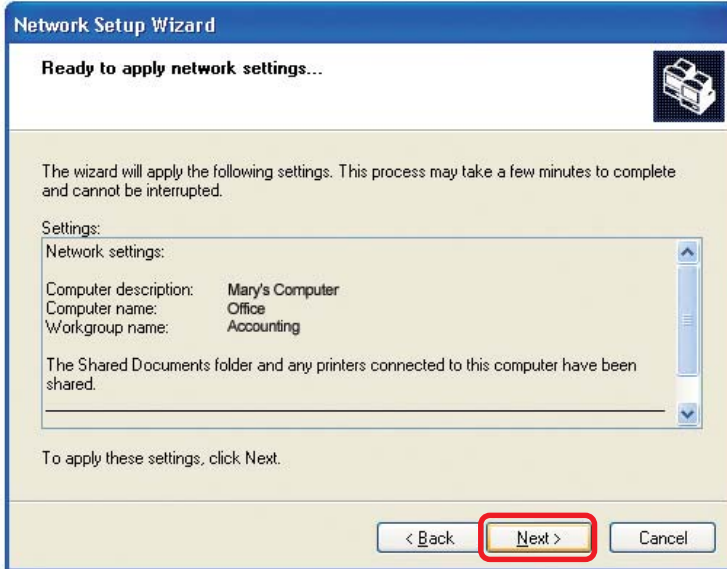 Network Setup Wizard
Ready to apply network settings...
The wizard will apply the following settings. This process may take a few minutes to complete
and cannot be interrupted.
Settings:
Network settings:
Computer description: Mary's Computer
Computer name: Office
Workgroup name: Accounting
The Shared Documents folder and any printers connected to this computer have been
shared.
To apply these settings, click Next.
< Back Next > Cancel